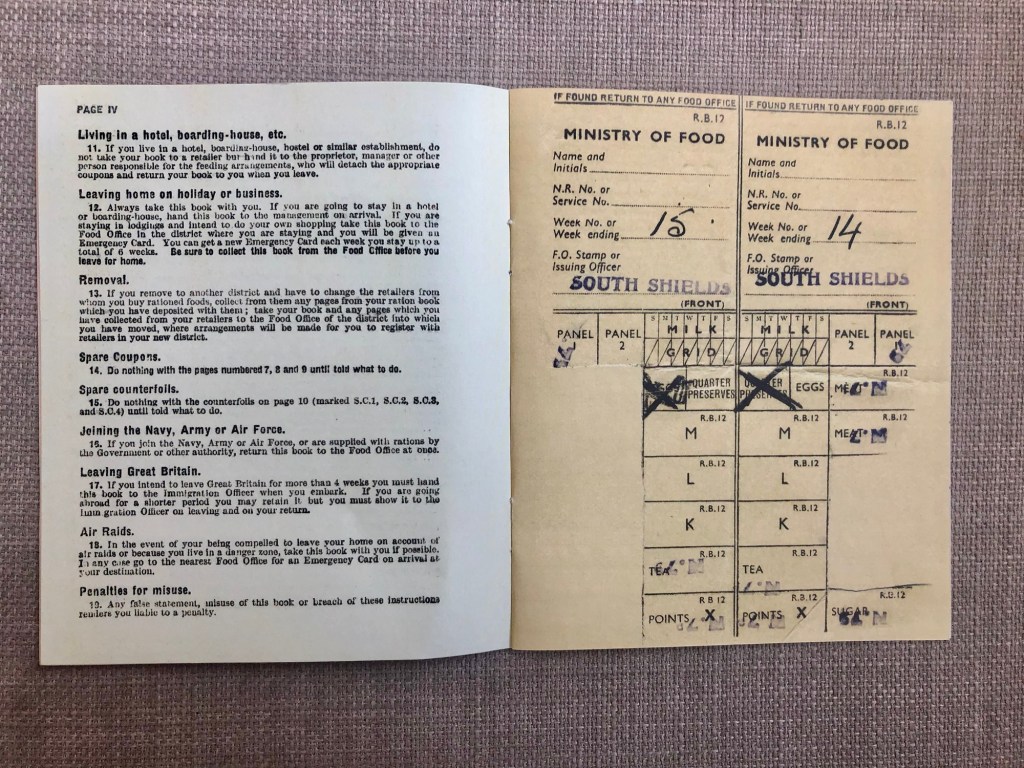 PAGE IV
Living in a hotel, boarding-house, etc.
11. If you live in a hotel, boarding-house, hostel or similar establishment, do
not take your book to a retailer but hand it to the proprietor, manager or other
person responsible for the feeding arrangements, who will detach the appropriate
coupons and return your book to you when you leave.
Leaving home on holiday or business.
12. Always take this book with you. If you are going to stay in a hotel
or boarding-house, hand this book to the management on arrival. If you are
staying in lodgings and intend to do your own shopping take this book to the
Food Office in the district where you are staying and you will be given an
Emergency Card. You can get a new Emergency Card each week you stay up to a
total of 6 weeks. Be sure to collect this book from the Food Office before you
leave for home.
Removal.
13. If you remove to another district and have to change the retailers from
whom you buy rationed foods, collect from them any pages from your ration book
which you have deposited with them; take your book and any pages which you
have collected from your retailers to the Food Office of the district into which
you have moved, where arrangements will be made for you to register with
retailers in your new district.
Spare Coupons.
14. Do nothing with the pages numbered 7, 8 and 9 until told what to do.
Spare counterfoils.
15. Do nothing with the counterfoils on page 10 (marked S.C.1, S.C.2, S.C.3,
and S.C.4) until told what to do.
Joining the Navy, Army or Air Force.
16. If you join the Navy, Army or Air Force, or are supplied with rations by
the Government or other authority, return this book to the Food Office at once.
Leaving Great Britain.
17. If you intend to leave Great Britain for more than 4 weeks you must hand
this book to the Immigration Officer when you embark. If you are going
abroad for a shorter period you may retain it but you must show it to the
Immigration Officer on leaving and on your return.
Air Raids.
18. In the event of your being compelled to leave your home on account of
air raids or because you live in a danger zone, take this book with you if possible.
In any case go to the nearest Food Office for an Emergency Card on arrival at
your destination.
Penalties for misuse.
19. Any false statement, misuse of this book or breach of these instructions
renders you liable to a penalty.
IF FOUND RETURN TO ANY FOOD OFFICE
R.B.12
MINISTRY OF FOOD
Name and
Initials
N.R. No. or
Service No.
Week No. or
Week ending 15
F.O. Stamp or
Issuing Officer
SOUTH SHIELDS
(FRONT)
IF FOUND RETURN TO ANY FOOD OFFICE
R.B.12
MINISTRY OF FOOD
Name and
Initials
N.R. No. or
Service No.
Week No. or
Week ending 14
F.O. Stamp or
Issuing Officer
SOUTH SHIELDS
(FRONT)
PANEL PANEL
2
S M T W T F S
MILK
GRID
S M T W T F S
MILK
GRID
PANEL PANEL
2
QUARTER EGGS
PRESERVES
R.B.12
R.B.12 R.B.12 R.B.12
M M MEAT
R.B.12 R.B.12
L L
R.B.12 R.B.12
K K
R.B.12 R.B.12
TEA TEA
R.B.12 R.B.12 R.B.12
POINTS X POINTS X SUGAR